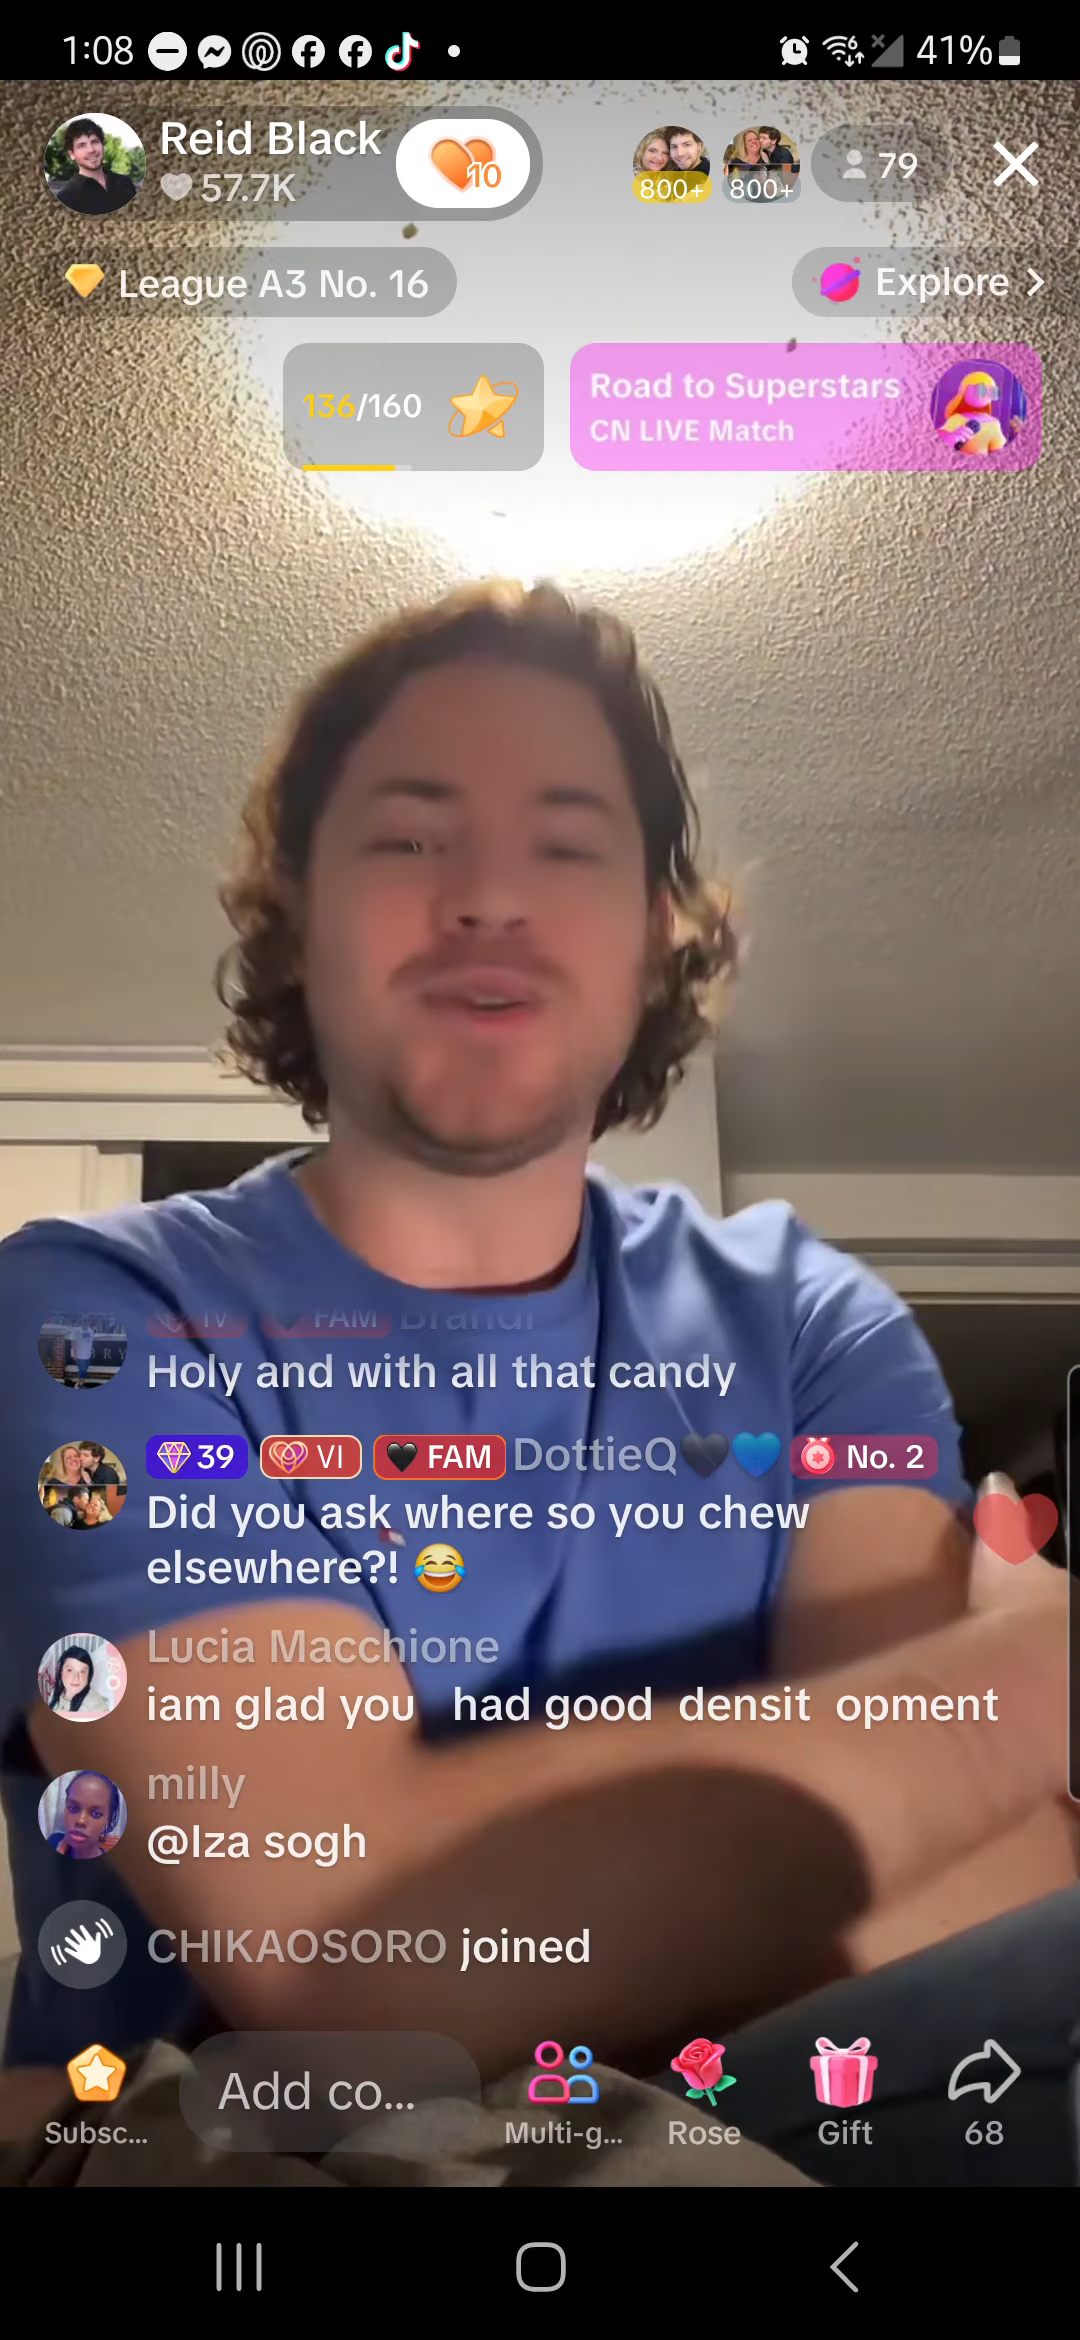 1:08
41%
Reid Black
57.7K
10
800+
800+
79
League A3 No. 16
Explore
136/160
Road to Superstars
CN LIVE Match
IV FAM Brandi
Holy and with all that candy
39 VI FAM DottieQ🖤💙 No. 2
Did you ask where so you chew
elsewhere?! 😂
Lucia Macchione
iam glad you had good densit opment
milly
@Iza sogh
CHIKAOSORO joined
Subsc...
Add co...
Multi-g...
Rose
Gift
68